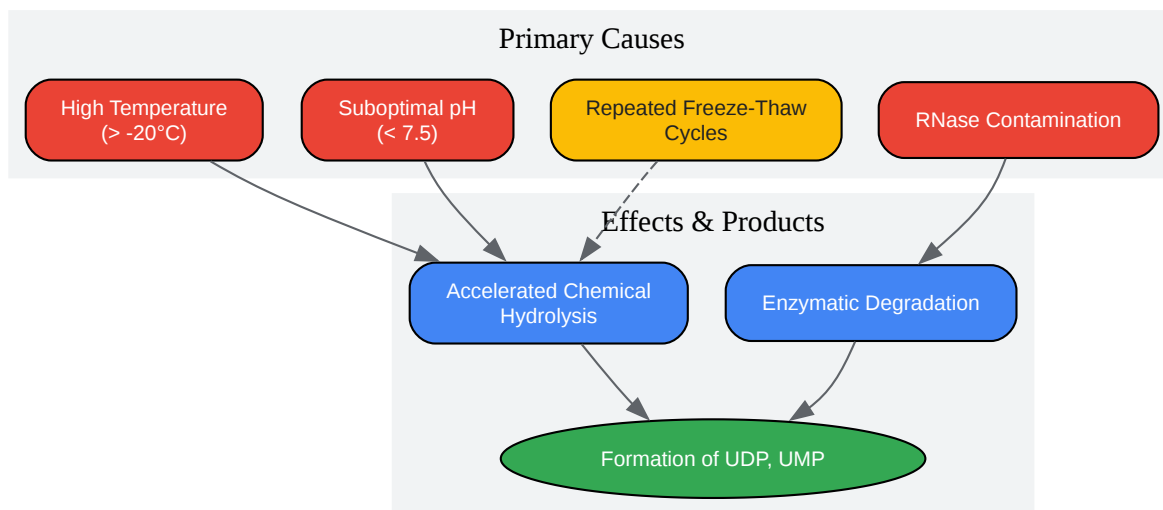 Primary Causes
High Temperature
(> -20°C)
Suboptimal pH
(< 7.5)
Repeated Freeze-Thaw
Cycles
RNase Contamination
Effects & Products
Accelerated Chemical
Hydrolysis
Enzymatic Degradation
Formation of UDP, UMP